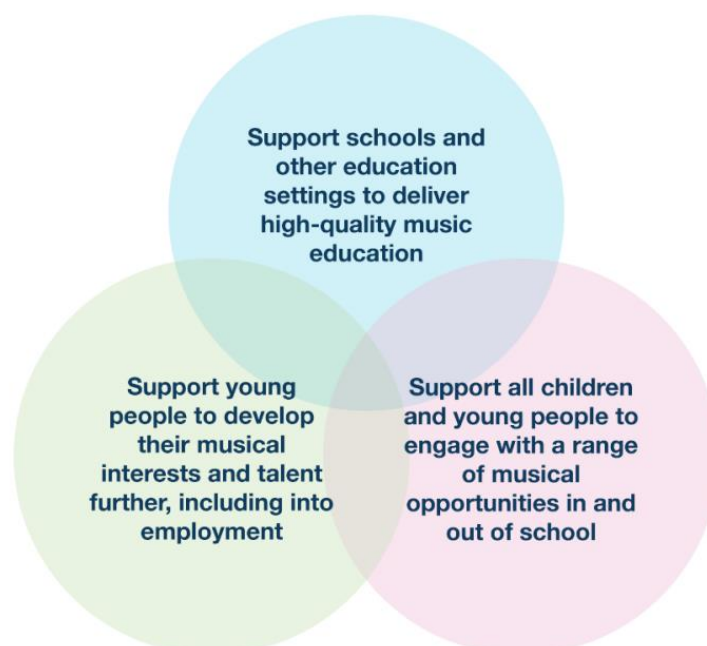 Support schools and
other education
settings to deliver
high-quality music
education
Support young
people to develop
their musical
interests and talent
further, including into
employment
Support all children
and young people to
engage with a range
of musical
opportunities in and
out of school